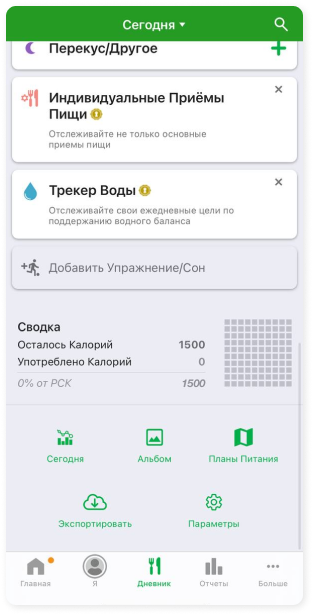 Сегодня
Перекус/Другое
Индивидуальные Приёмы
Пищи
Отслеживайте не только основные
приемы пищи
Трекер Воды
Отслеживайте свои ежедневные цели по
поддержанию водного баланса
Добавить Упражнение/Сон
Сводка
Осталось Калорий 1500
Употреблено Калорий 0
0% от РСК 1500
Сегодня Альбом Планы Питания
Экспортировать Параметры
Главная Я Дневник Отчеты Больше